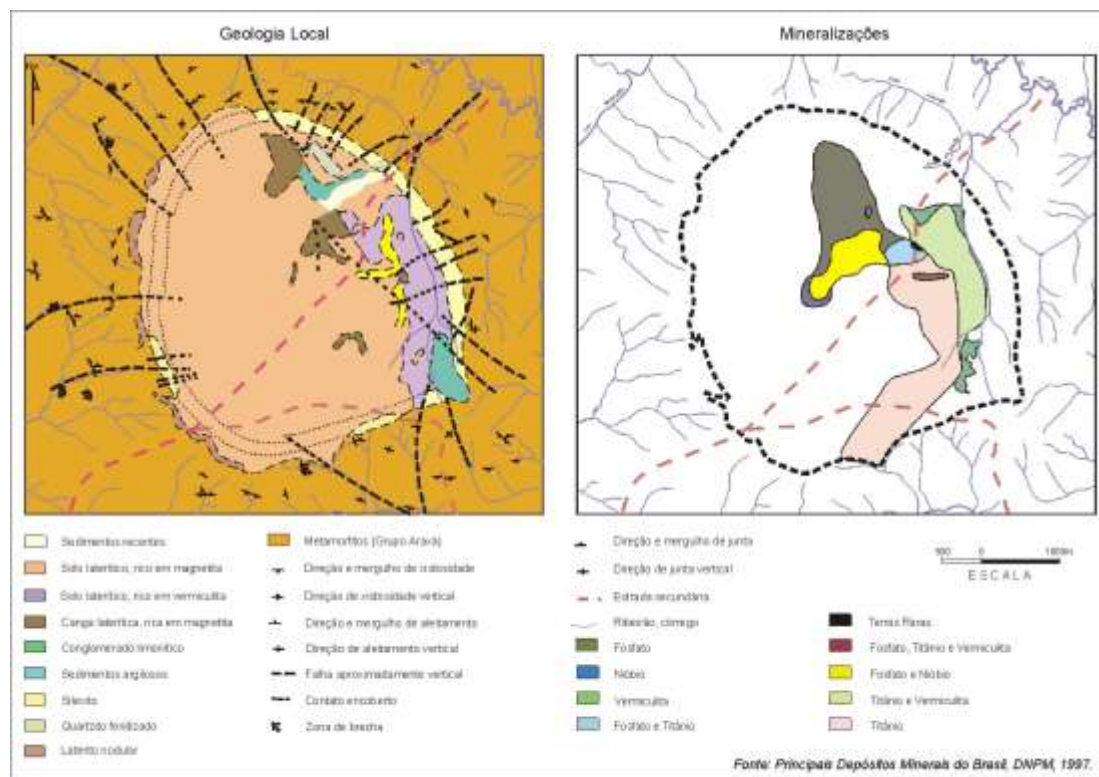 Geologia Local
Mineralizações
Sedimentos recentes
Solo laterítico, rico em magnetita
Solo laterítico, rico em vermiculita
Canga laterítica, rica em magnetita
Conglomerado limonítico
Sedimentos argilosos
Silexito
Quartzito fenitizado
Laterito nodular
Metamorfitos (Grupo Araxá)
Direção e mergulho de xistosidade
Direção de xistosidade vertical
Direção e mergulho de
Direção de vertical
Falha aproximadamente vertical
Contato encoberto
Zona de brecha
Direção e mergulho de junta
Direção de junta vertical
Estrada secundária
Ribeirão, córrego
Fosfato
Nióbio
Vermiculita
Fosfato e Titânio
0
ESCALA
Terras Raras
Fosfato, Titânio e Vermiculita
Fosfato e Nióbio
Titânio e Vermiculita
Titânio
Fonte: Principais Depósitos Minerais do Brasil, DNPM, 1997.